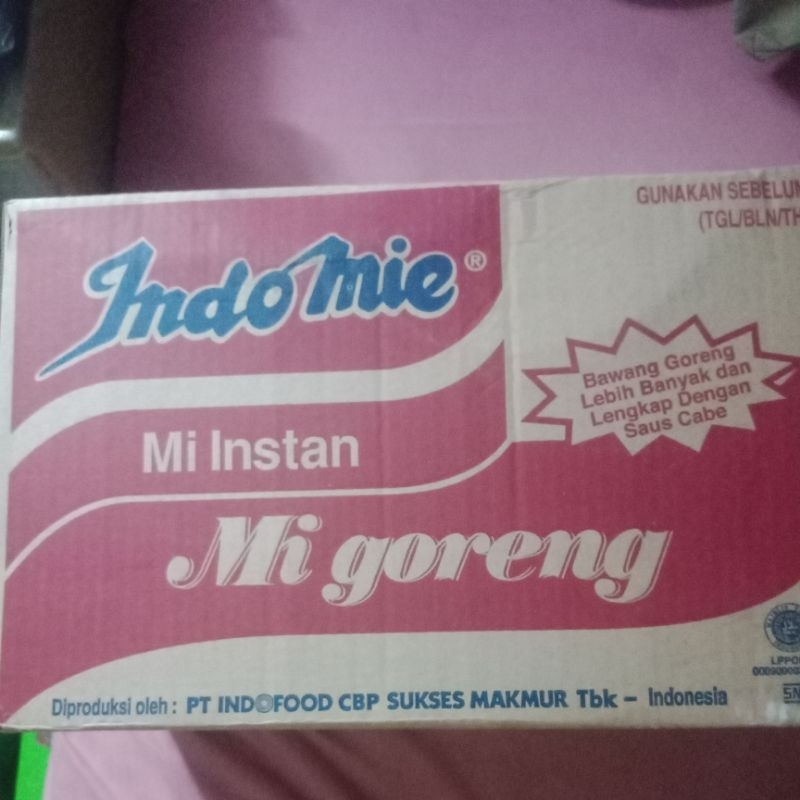 GUNAKAN SEBELUM
(TGL/BLN/TH
Indomie®
Bawang Goreng
Lebih Banyak dan
Lengkap Dengan
Saus Cabe
Mi Instan
Mi goreng
LPPO
Diproduksi oleh : PT INDOFOOD CBP SUKSES MAKMUR Tbk – Indonesia